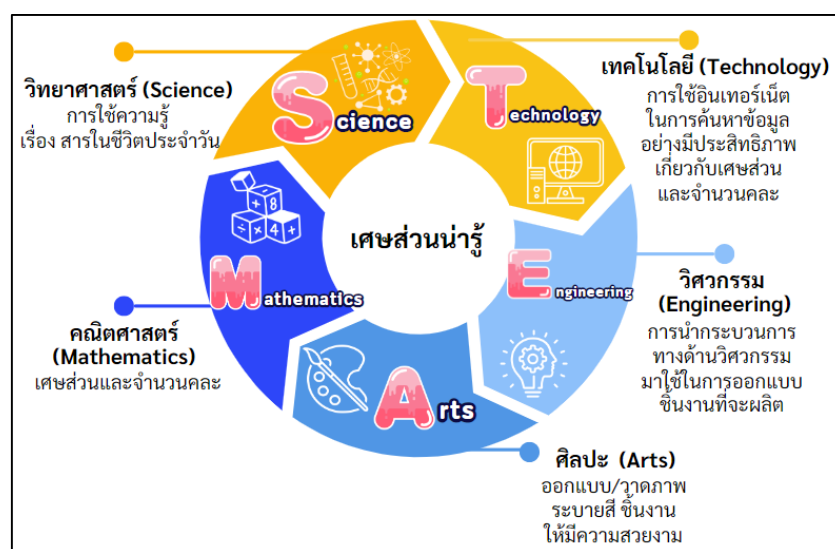 วิทยาศาสตร์ (Science)
การใช้ความรู้
เรื่อง สารในชีวิตประจำวัน
Science
Technology
เทคโนโลยี (Technology)
การใช้อินเทอร์เน็ต
ในการค้นหาข้อมูล
อย่างมีประสิทธิภาพ
เกี่ยวกับเศษส่วน
และจำนวนคละ
เศษส่วนน่ารู้
+ 8
÷ × 4 +
Mathematics
Engineering
คณิตศาสตร์
(Mathematics)
เศษส่วนและจำนวนคละ
วิศวกรรม
(Engineering)
การนำกระบวนการ
ทางด้านวิศวกรรม
มาใช้ในการออกแบบ
ชิ้นงานที่จะผลิต
Arts
ศิลปะ (Arts)
ออกแบบ/วาดภาพ
ระบายสี ชิ้นงาน
ให้มีความสวยงาม